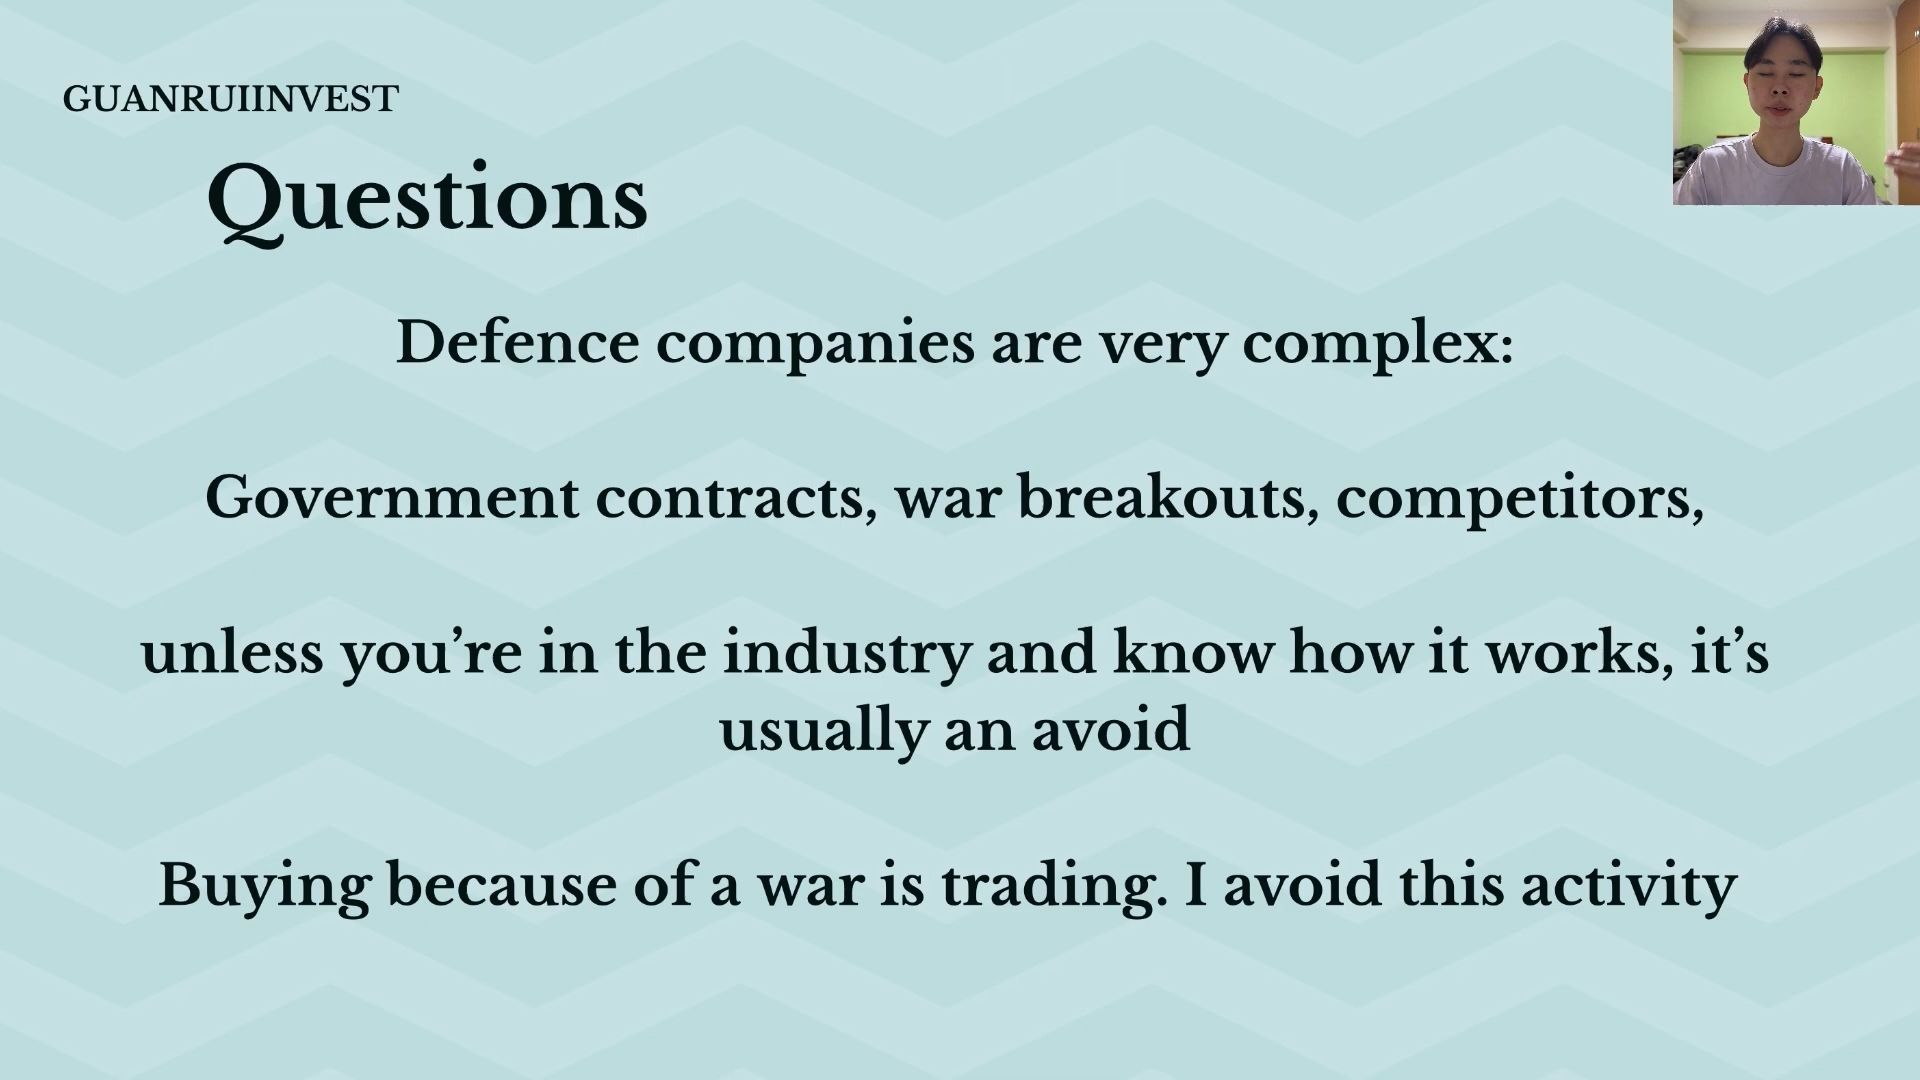 GUANRUIINVEST
Questions
Defence companies are very complex:
Government contracts, war breakouts, competitors,
unless you’re in the industry and know how it works, it’s
usually an avoid
Buying because of a war is trading. I avoid this activity